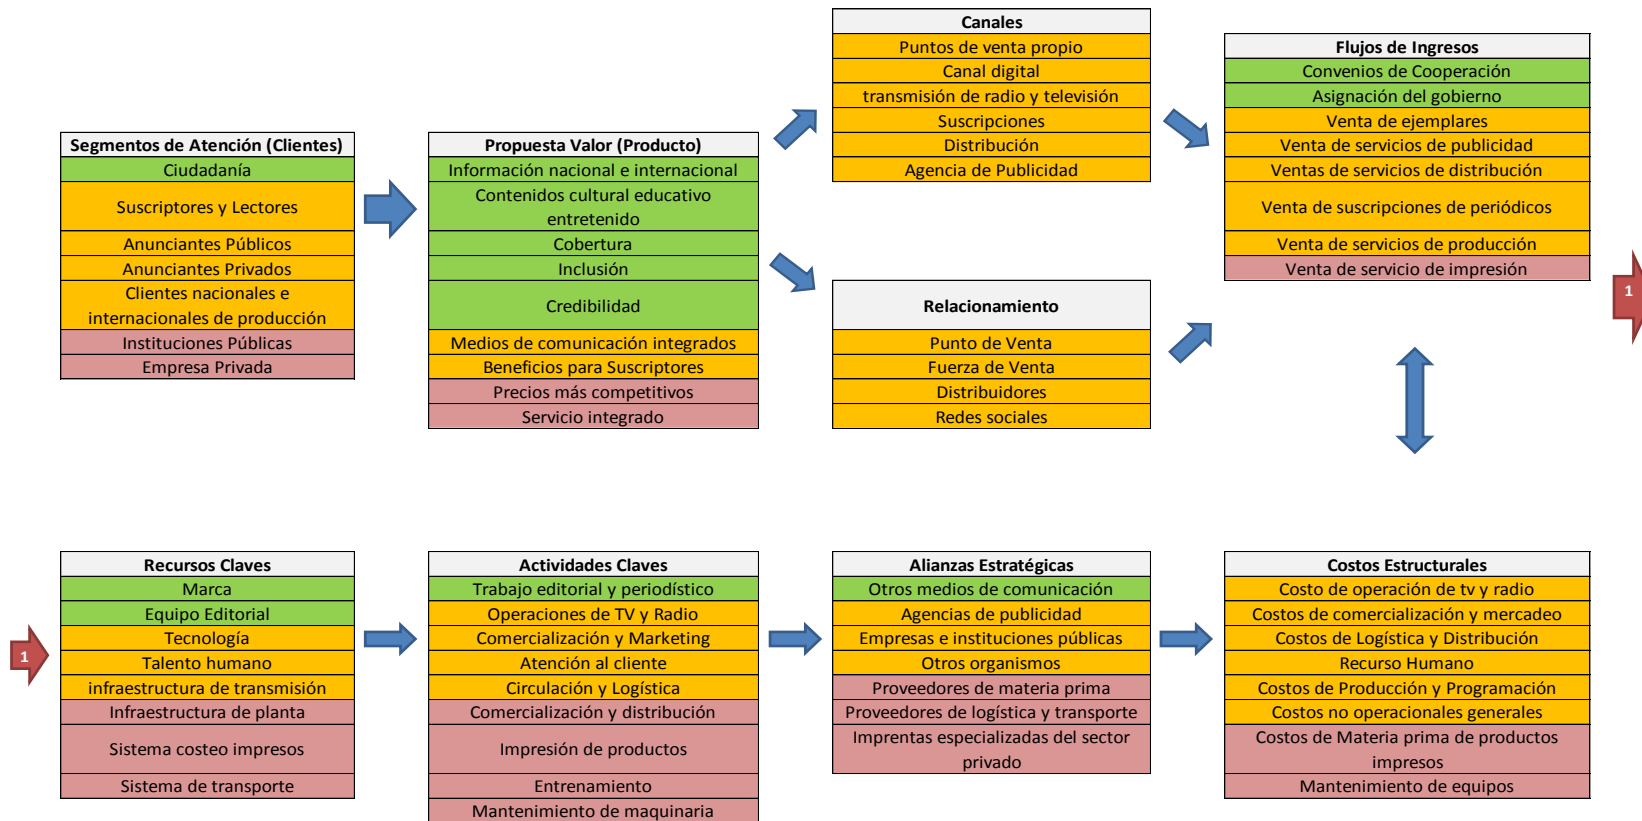 Segmentos de Atención (Clientes)
Ciudadanía
Suscriptores y Lectores
Anunciantes Públicos
Anunciantes Privados
Clientes nacionales e
internacionales de producción
Instituciones Públicas
Empresa Privada
Propuesta Valor (Producto)
Información nacional e internacional
Contenidos cultural educativo
entretenido
Cobertura
Inclusión
Credibilidad
Medios de comunicación integrados
Beneficios para Suscriptores
Precios más competitivos
Servicio integrado
Canales
Puntos de venta propio
Canal digital
transmisión de radio y televisión
Suscripciones
Distribución
Agencia de Publicidad
Relacionamiento
Punto de Venta
Fuerza de Venta
Distribuidores
Redes sociales
Flujos de Ingresos
Convenios de Cooperación
Asignación del gobierno
Venta de ejemplares
Venta de servicios de publicidad
Ventas de servicios de distribución
Venta de suscripciones de periódicos
Venta de servicios de producción
Venta de servicio de impresión
1
1
Recursos Claves
Marca
Equipo Editorial
Tecnología
Talento humano
infraestructura de transmisión
Infraestructura de planta
Sistema costeo impresos
Sistema de transporte
Actividades Claves
Trabajo editorial y periodístico
Operaciones de TV y Radio
Comercialización y Marketing
Atención al cliente
Circulación y Logística
Comercialización y distribución
Impresión de productos
Entrenamiento
Mantenimiento de maquinaria
Alianzas Estratégicas
Otros medios de comunicación
Agencias de publicidad
Empresas e instituciones públicas
Otros organismos
Proveedores de materia prima
Proveedores de logística y transporte
Imprentas especializadas del sector
privado
Costos Estructurales
Costo de operación de tv y radio
Costos de comercialización y mercadeo
Costos de Logística y Distribución
Recurso Humano
Costos de Producción y Programación
Costos no operacionales generales
Costos de Materia prima de productos
impresos
Mantenimiento de equipos